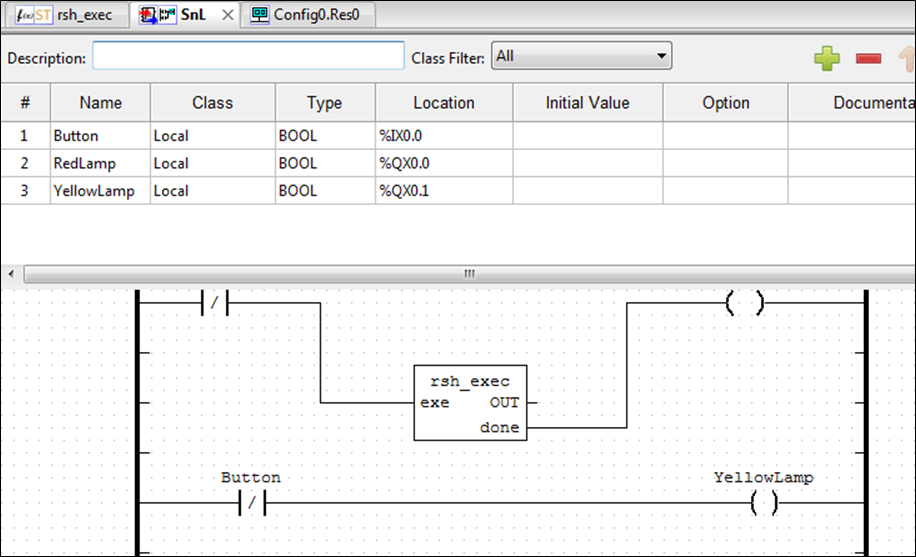 f(x) ST rsh_exec SnL Config0.Res0
Description: Class Filter: All
# Name Class Type Location Initial Value Option Documenta
1 Button Local BOOL %IX0.0
2 RedLamp Local BOOL %QX0.0
3 YellowLamp Local BOOL %QX0.1
rsh_exec
exe OUT
done
Button YellowLamp